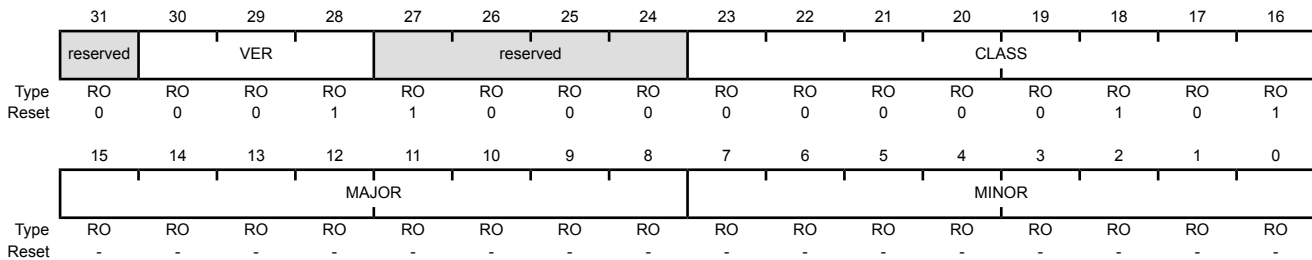 31 30 29 28 27 26 25 24 23 22 21 20 19 18 17 16
reserved VER reserved CLASS
Type RO RO RO RO RO RO RO RO RO RO RO RO RO RO RO RO
Reset 0 0 0 1 1 0 0 0 0 0 0 0 0 1 0 1
15 14 13 12 11 10 9 8 7 6 5 4 3 2 1 0
MAJOR MINOR
Type RO RO RO RO RO RO RO RO RO RO RO RO RO RO RO RO
Reset - - - - - - - - - - - - - - - -